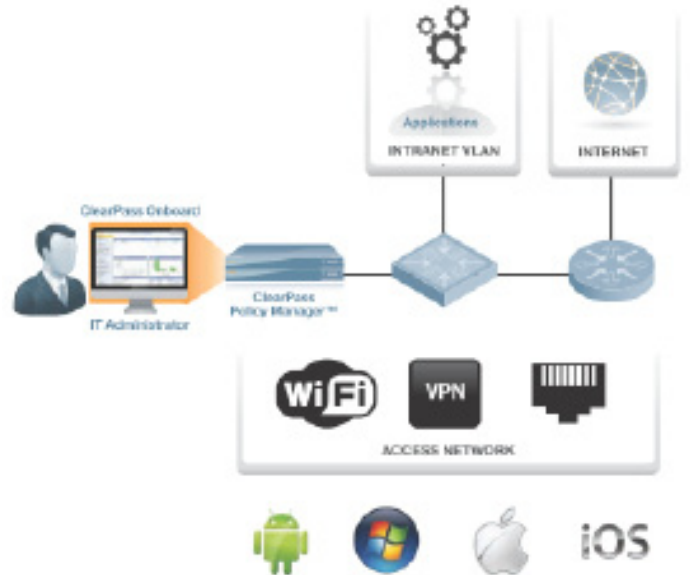 Applications
INTRANET VLAN
INTERNET
ClearPass Onboard
IT Administrator
ClearPass
Policy Manager™
WiFi
VPN
ACCESS NETWORK
iOS